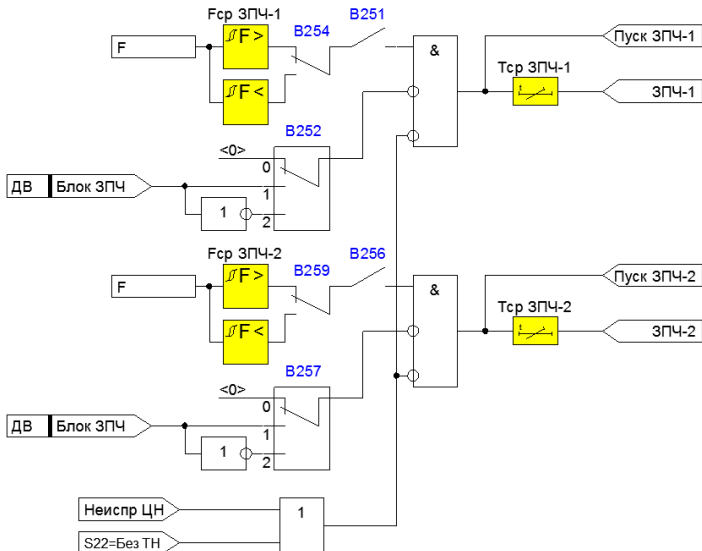 Fср ЗПЧ-1
B254
B251
F
F >
F <
&
Пуск ЗПЧ-1
Tср ЗПЧ-1
t
ЗПЧ-1
B252
<0>
0
1
2
ДВ Блок ЗПЧ
1
Fср ЗПЧ-2
B259
B256
F
F >
F <
&
Пуск ЗПЧ-2
Tср ЗПЧ-2
t
ЗПЧ-2
B257
<0>
0
1
2
ДВ Блок ЗПЧ
1
Неиспр ЦН
1
S22=Без ТН